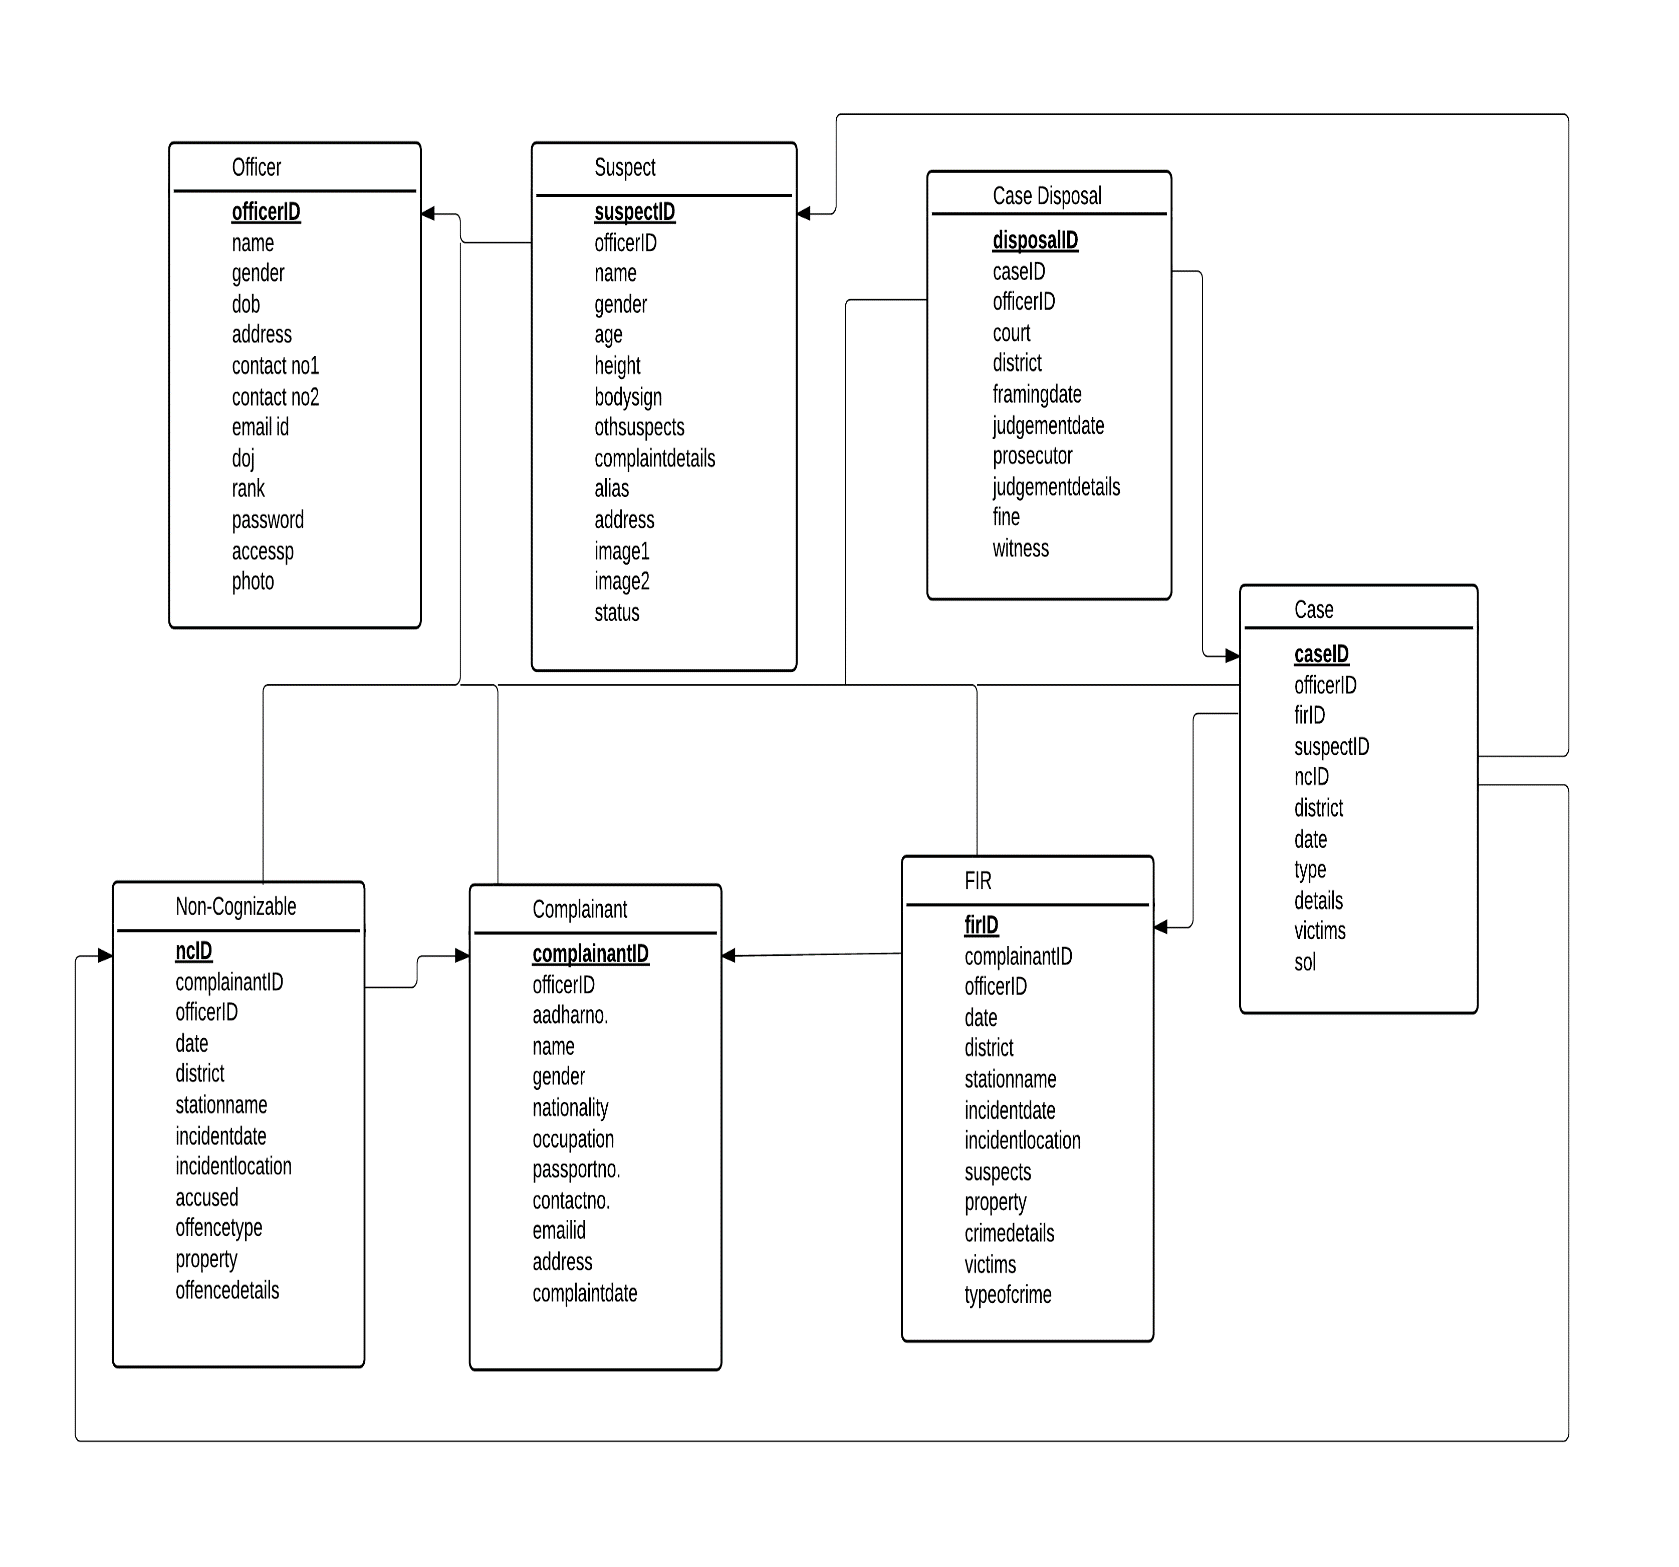 Officer
officerID
name
gender
dob
address
contact no1
contact no2
email id
doj
rank
password
accessp
photo
Suspect
suspectID
officerID
name
gender
age
height
bodysign
othsuspects
complaintdetails
alias
address
image1
image2
status
Case Disposal
disposalID
caseID
officerID
court
district
framingdate
judgementdate
prosecutor
judgementdetails
fine
witness
Case
caseID
officerID
firID
suspectID
ncID
district
date
type
details
victims
sol
Non-Cognizable
ncID
complainantID
officerID
date
district
stationname
incidentdate
incidentlocation
accused
offencetype
property
offencedetails
Complainant
complainantID
officerID
aadharno.
name
gender
nationality
occupation
passportno.
contactno.
emailid
address
complaintdate
FIR
firID
complainantID
officerID
date
district
stationname
incidentdate
incidentlocation
suspects
property
crimedetails
victims
typeofcrime